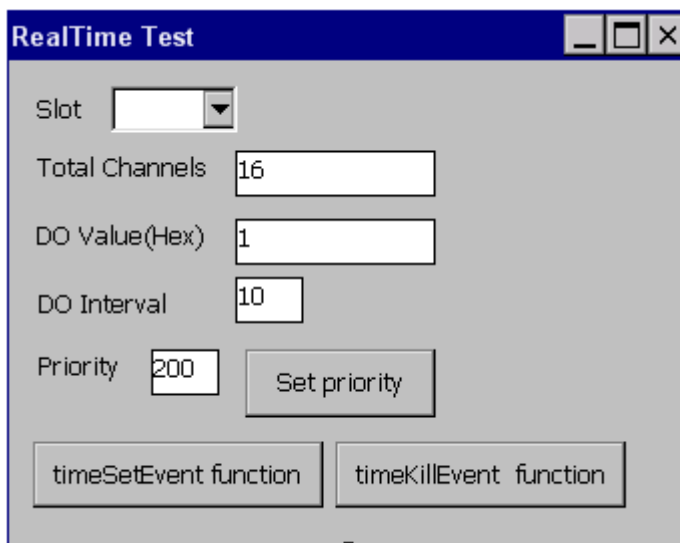 RealTime Test
Slot
Total Channels 16
DO Value(Hex) 1
DO Interval 10
Priority 200 Set priority
timeSetEvent function timeKillEvent function